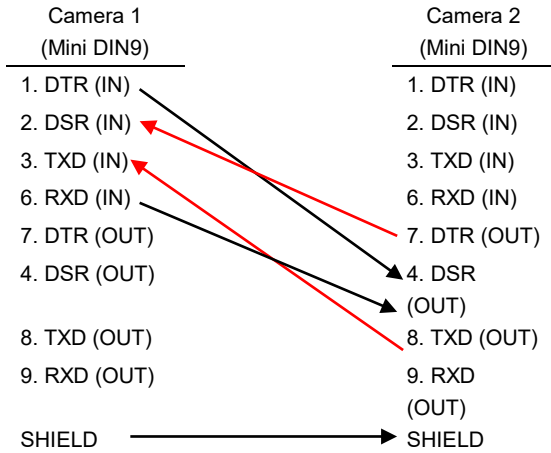 Camera 1
(Mini DIN9)
1. DTR (IN)
2. DSR (IN)
3. TXD (IN)
6. RXD (IN)
7. DTR (OUT)
4. DSR (OUT)
8. TXD (OUT)
9. RXD (OUT)
SHIELD
Camera 2
(Mini DIN9)
1. DTR (IN)
2. DSR (IN)
3. TXD (IN)
6. RXD (IN)
7. DTR (OUT)
4. DSR
(OUT)
8. TXD (OUT)
9. RXD
(OUT)
SHIELD